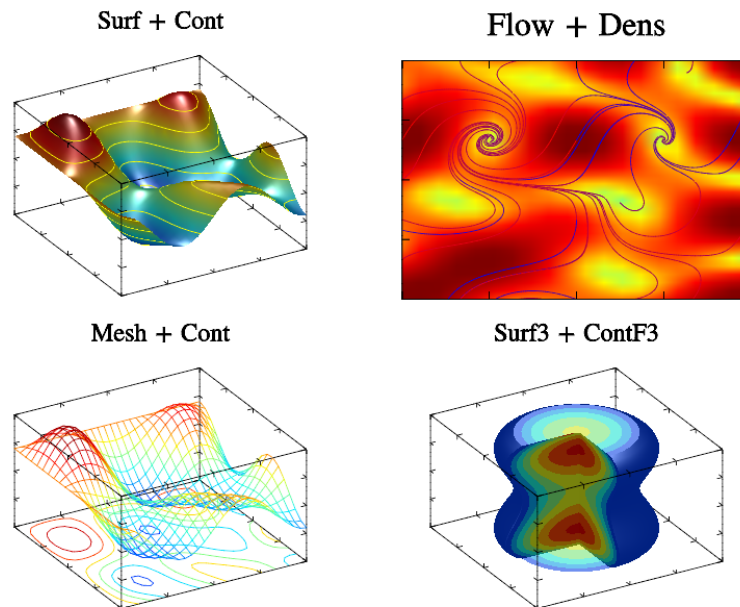 Surf + Cont
Flow + Dens
Mesh + Cont
Surf3 + ContF3